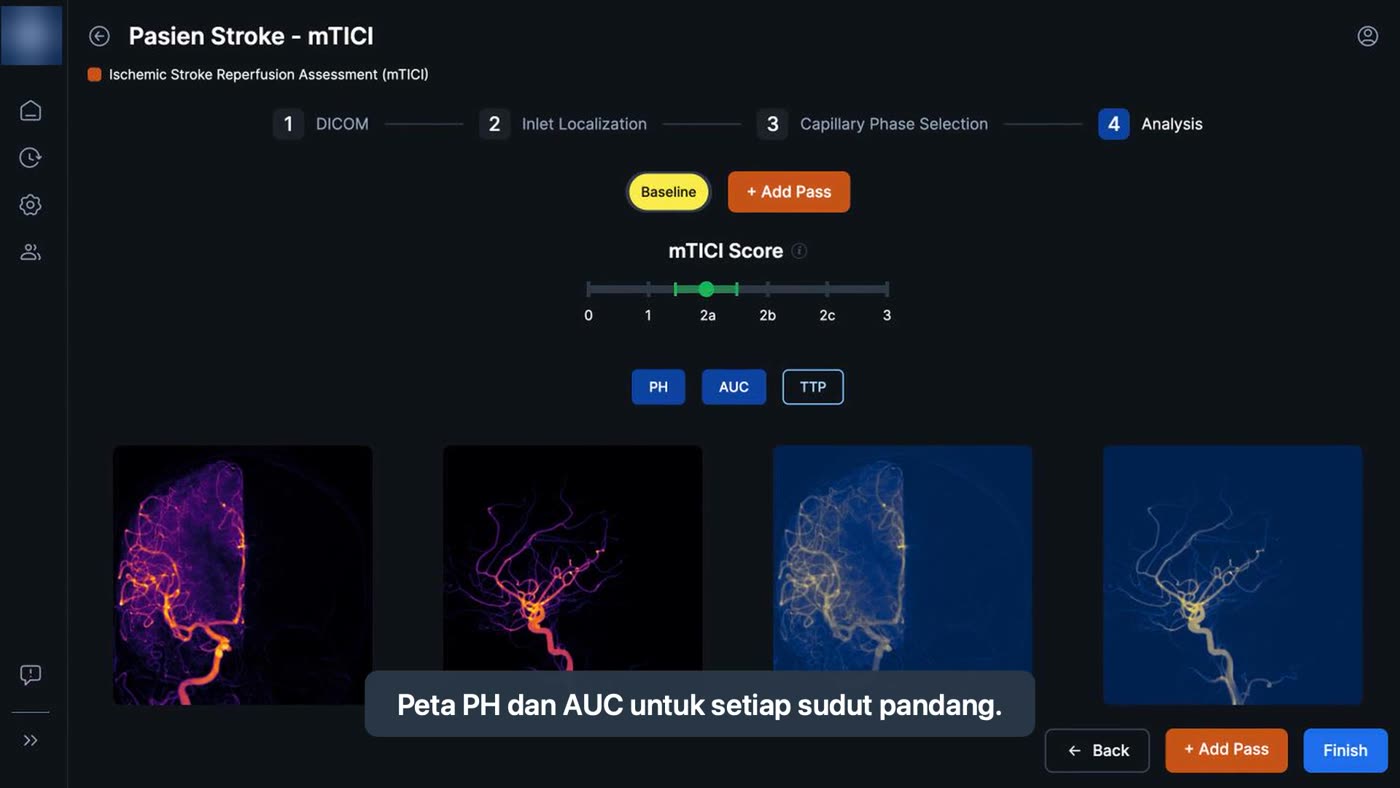 Pasien Stroke - mTICI
Ischemic Stroke Reperfusion Assessment (mTICI)
1 DICOM 2 Inlet Localization 3 Capillary Phase Selection 4 Analysis
Baseline + Add Pass
mTICI Score i
0 1 2a 2b 2c 3
PH AUC TTP
Peta PH dan AUC untuk setiap sudut pandang.
← Back + Add Pass Finish